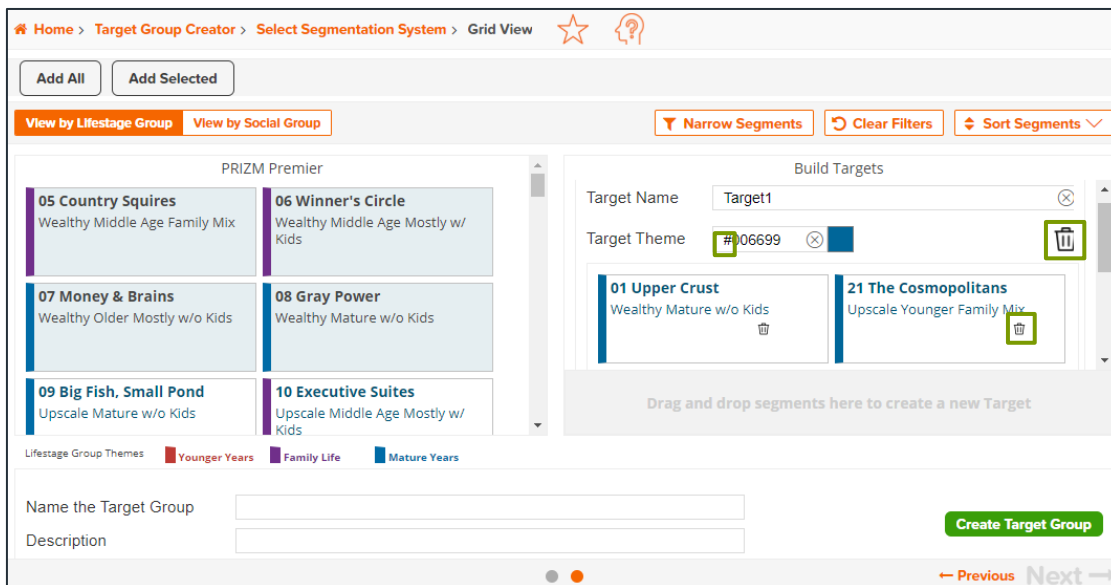 Home > Target Group Creator > Select Segmentation System > Grid View
Add All Add Selected
View by Lifestage Group View by Social Group Narrow Segments Clear Filters Sort Segments
PRIZM Premier
05 Country Squires
Wealthy Middle Age Family Mix
06 Winner's Circle
Wealthy Middle Age Mostly w/
Kids
07 Money & Brains
Wealthy Older Mostly w/o Kids
08 Gray Power
Wealthy Mature w/o Kids
09 Big Fish, Small Pond
Upscale Mature w/o Kids
10 Executive Suites
Upscale Middle Age Mostly w/
Kids
Build Targets
Target Name Target1
Target Theme #006699
01 Upper Crust
Wealthy Mature w/o Kids
21 The Cosmopolitans
Upscale Younger Family Mix
Drag and drop segments here to create a new Target
Lifestage Group Themes Younger Years Family Life Mature Years
Name the Target Group
Description
Create Target Group
← Previous Next →